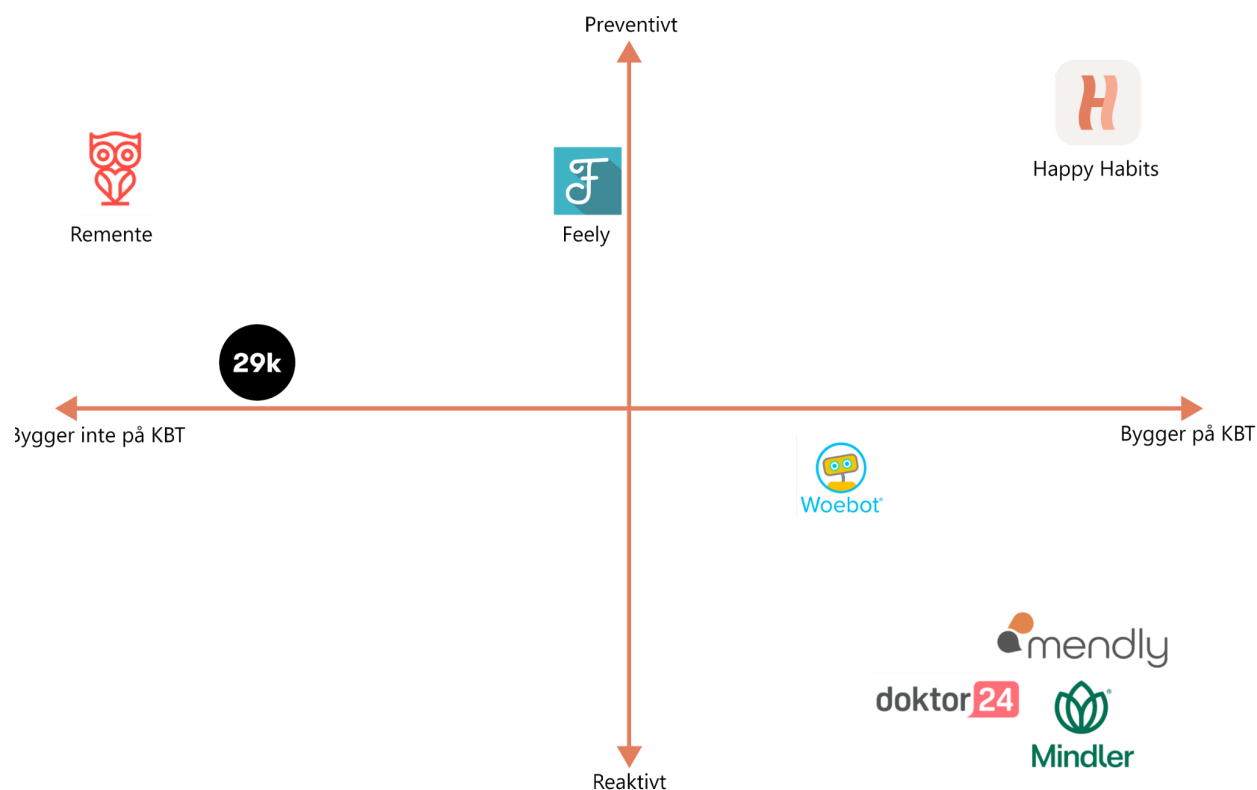 Preventivt
H
Happy Habits
F
Remente
Feely
29k
Bygger inte på KBT
Bygger på KBT
Woebot®
mendly
doktor24
Mindler®
Reaktivt